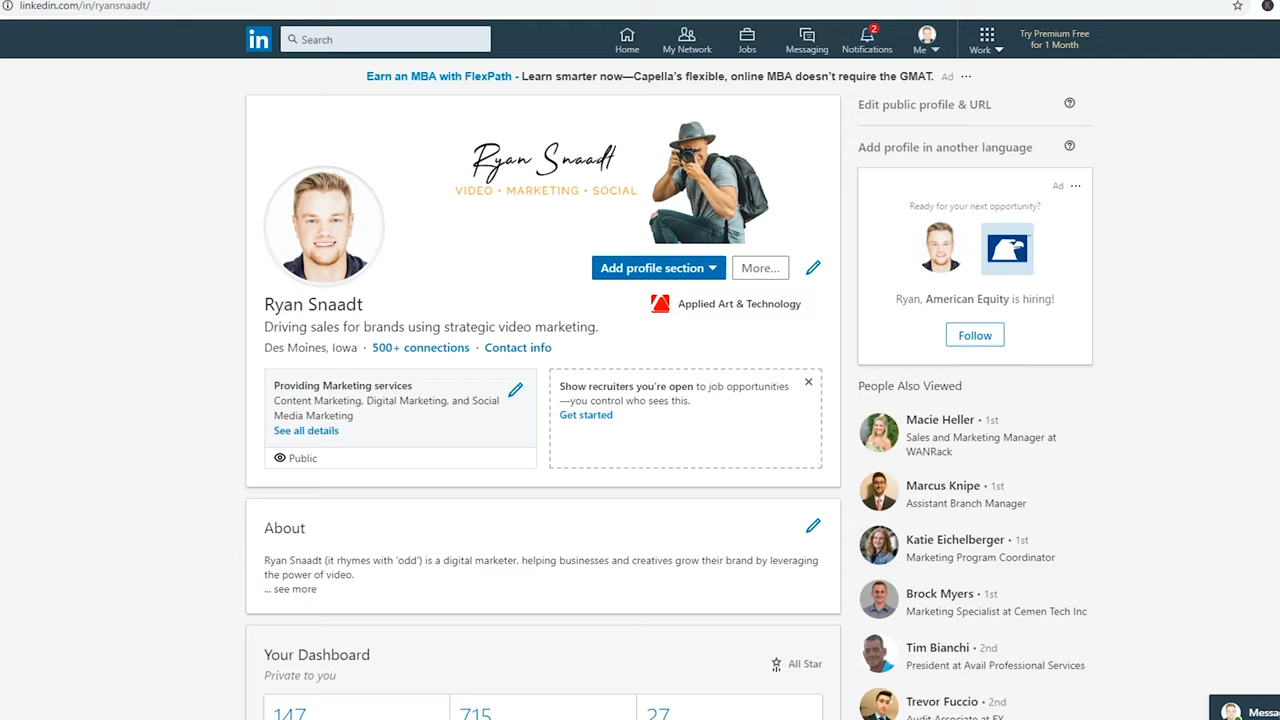 linkedin.com/in/ryansnaadt/
in
Search
Home
My Network
Jobs
Messaging
2
Notifications
Me
Work
Try Premium Free
for 1 Month
Earn an MBA with FlexPath - Learn smarter now—Capella's flexible, online MBA doesn't require the GMAT. Ad ...
Ryan Snaadt
VIDEO • MARKETING • SOCIAL
Add profile section
More...
Ryan Snaadt
Applied Art & Technology
Driving sales for brands using strategic video marketing.
Des Moines, Iowa · 500+ connections · Contact info
Providing Marketing services
Content Marketing, Digital Marketing, and Social
Media Marketing
See all details
Public
Show recruiters you're open to job opportunities
—you control who sees this.
Get started
About
Ryan Snaadt (it rhymes with 'odd') is a digital marketer, helping businesses and creatives grow their brand by leveraging
the power of video.
... see more
Your Dashboard
Private to you
All Star
147
715
27
Edit public profile & URL
Add profile in another language
Ad ...
Ready for your next opportunity?
Ryan, American Equity is hiring!
Follow
People Also Viewed
Macie Heller • 1st
Sales and Marketing Manager at
WANRack
Marcus Knipe • 1st
Assistant Branch Manager
Katie Eichelberger • 1st
Marketing Program Coordinator
Brock Myers • 1st
Marketing Specialist at Cemen Tech Inc
Tim Bianchi • 2nd
President at Avail Professional Services
Trevor Fuccio • 2nd
Audit Associate at EY
Messa